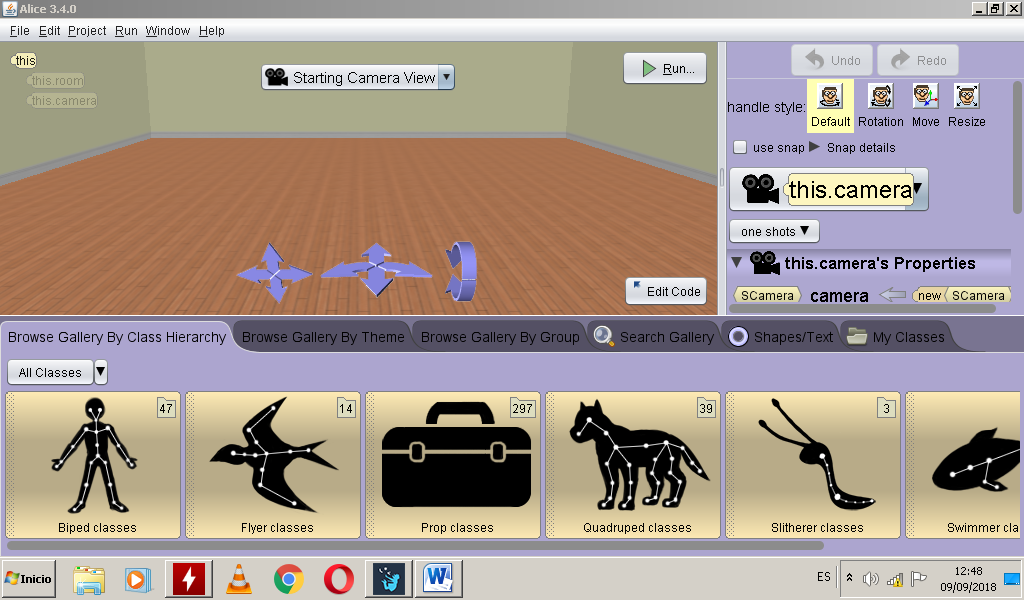 Alice 3.4.0
File Edit Project Run Window Help
this
this.room
this.camera
Starting Camera View
Run...
Edit Code
Undo Redo
handle style:
Default Rotation Move Resize
use snap Snap details
this.camera
one shots
this.camera's Properties
SCamera camera new SCamera
Browse Gallery By Class Hierarchy Browse Gallery By Theme Browse Gallery By Group Search Gallery Shapes/Text My Classes
All Classes
47 14 297 39 3
Biped classes Flyer classes Prop classes Quadruped classes Slitherer classes Swimmer cla
Inicio
W
ES
12:48
09/09/2018